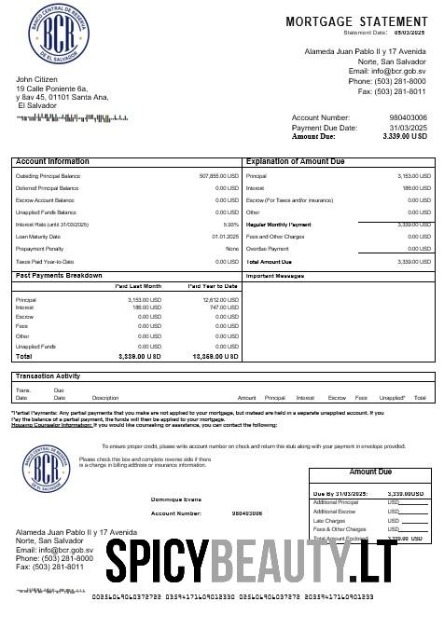 BANCO CENTRAL DE RESERVA
BCR
DE EL SALVADOR
MORTGAGE STATEMENT
Statement Date: 05/03/2025
Alameda Juan Pablo II y 17 Avenida
Norte, San Salvador
Email: info@bcr.gob.sv
Phone: (503) 281-8000
Fax: (503) 281-8011
John Citizen
19 Calle Poniente 6a,
y 8av 45, 01101 Santa Ana,
El Salvador
Account Number: 980403006
Payment Due Date: 31/03/2025
Amount Due: 3,339.00 USD
Account Information
Outstanding Principal Balance 507,855.00 USD
Deferred Principal Balance 0.00 USD
Escrow Account Balance 0.00 USD
Unapplied Funds Balance 0.00 USD
Interest Rate (until 31/03/2025)
Loan Maturity Date 01.01.2025
Prepayment Penalty None
Taxes Paid Year-to-Date 0.00 USD
Explanation of Amount Due
Principal 3,153.00 USD
Interest 186.00 USD
Escrow (For Taxes and/or Insurance) 0.00 USD
Other 0.00 USD
Regular Monthly Payment 3,339.00 USD
Fees and Other Charges 0.00 USD
Overdue Payment 0.00 USD
Total Amount Due 3,339.00 USD
Past Payments Breakdown
Paid Last Month Paid Year to Date
Principal 3,153.00 USD 12,612.00 USD
Interest 186.00 USD 747.00 USD
Escrow 0.00 USD 0.00 USD
Fees 0.00 USD 0.00 USD
Other 0.00 USD 0.00 USD
Unapplied Funds 0.00 USD 0.00 USD
Total 3,339.00 USD 13,359.00 USD
Important Messages
Transaction Activity
Trans. Date Due Date Description Amount Principal Interest Escrow Fees Unapplied* Total
*Partial Payments: Any partial payments that you make are not applied to your mortgage, but instead are held in a separate unapplied account. If you
Pay the balance of a partial payment, the funds will then be applied to your mortgage.
Housing Counselor Information: If you would like counseling or assistance, you can contact the following:
To ensure proper credit, please write account number on check and return this stub along with your payment in envelope provided.
BCR
Please check this box and complete reverse side if there
is a change in billing address or insurance information.
Dominique Evans
Account Number: 980403006
Amount Due
Due By 31/03/2025: 3,339.00USD
Additional Principal USD
Additional Escrow USD
Late Charges USD
Fees & Other Charges USD
Total Amount Enclosed
Alameda Juan Pablo II y 17 Avenida
Norte, San Salvador
Email: info@bcr.gob.sv
Phone: (503) 281-8000
Fax: (503) 281-8011
SPICYBEAUTY.LT